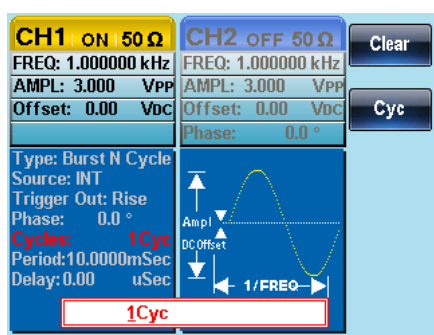 CH1 ON 50 Ω
CH2 OFF 50 Ω
Clear
FREQ: 1.000000 kHz
FREQ: 1.000000 kHz
AMPL: 3.000 VPP
AMPL: 3.000 VPP
Offset: 0.00 VDC
Offset: 0.00 VDC
Cyc
Phase: 0.0 °
Type: Burst N Cycle
Source: INT
Trigger Out: Rise
Phase: 0.0 °
Cycles: 1Cyc
Period:10.0000mSec
Delay:0.00 uSec
Ampl
DC Offset
1/FREQ
1Cyc